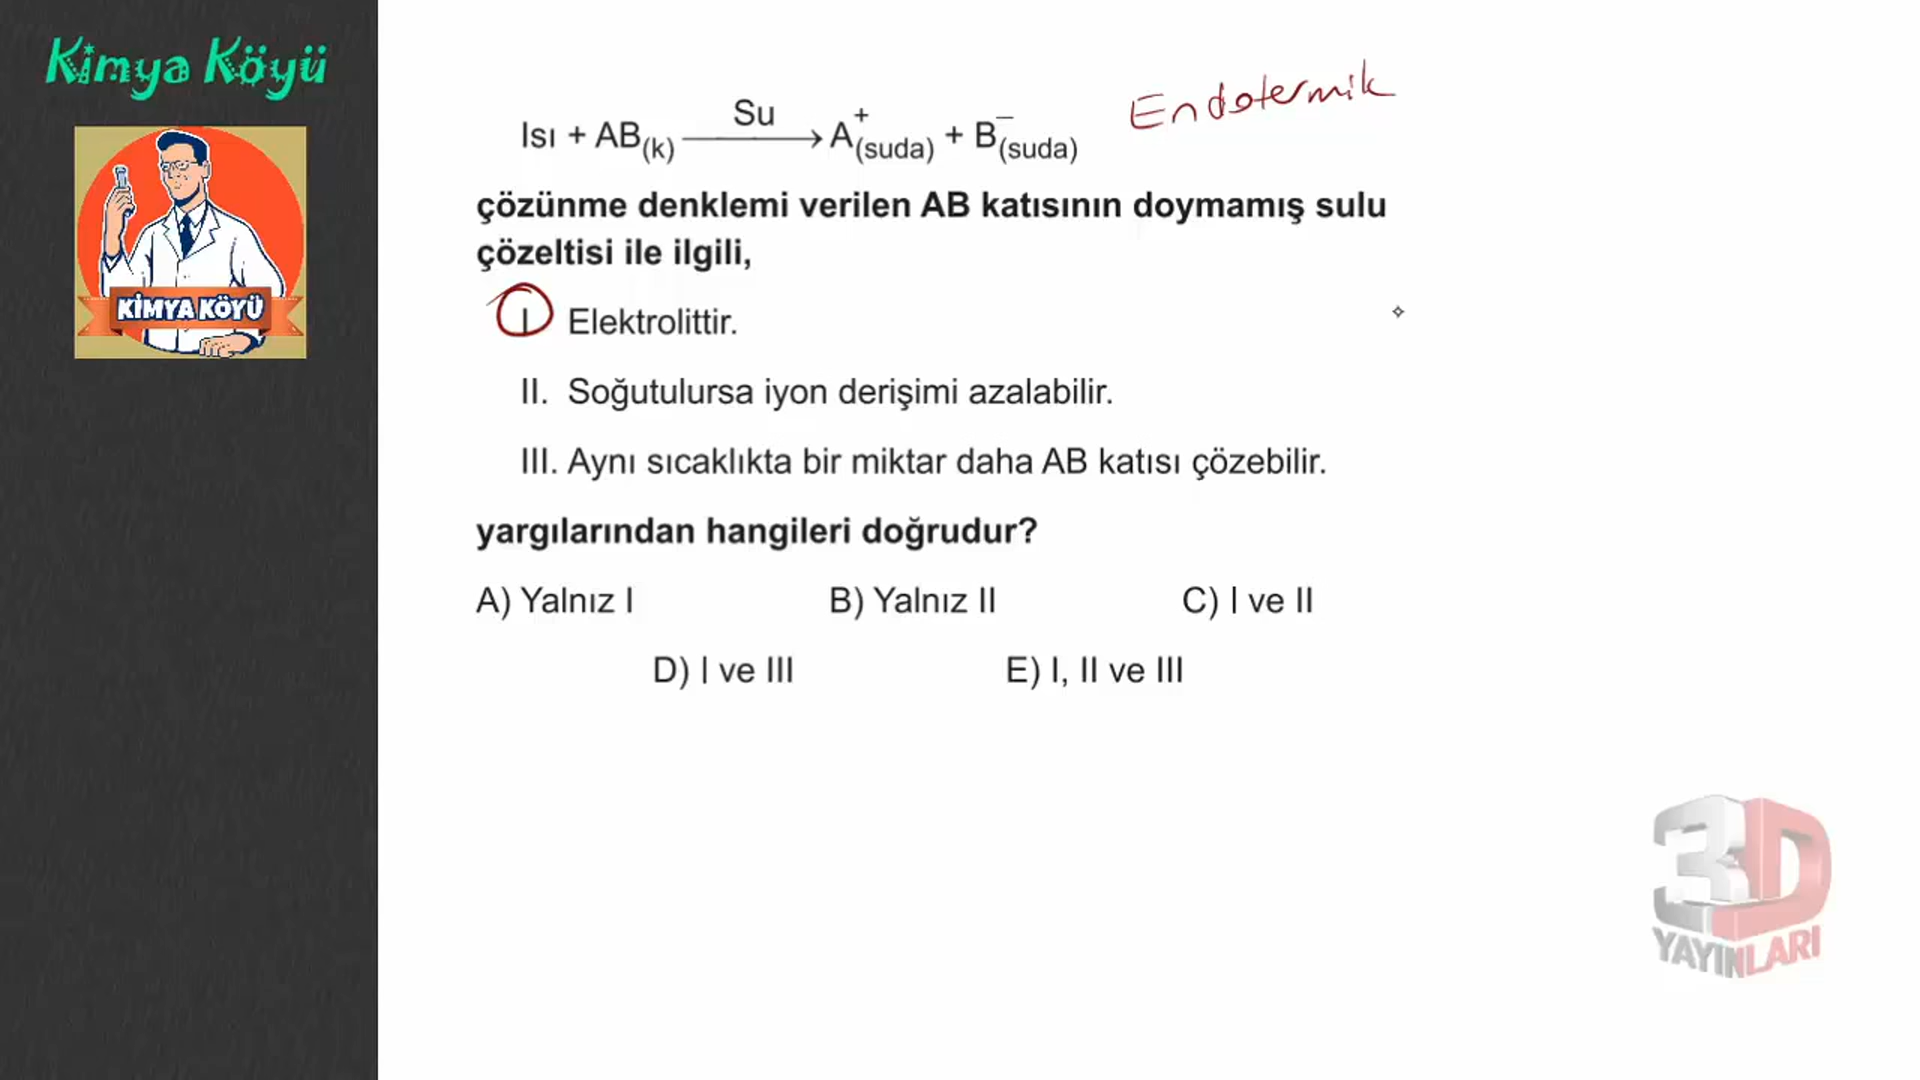 Kimya Köyü
KİMYA KÖYÜ
Endotermik
Isı + AB(k) —Su→ A⁺(suda) + B⁻(suda)
çözünme denklemi verilen AB katısının doymamış sulu
çözeltisi ile ilgili,
I Elektrolittir.
II. Soğutulursa iyon derişimi azalabilir.
III. Aynı sıcaklıkta bir miktar daha AB katısı çözebilir.
yargılarından hangileri doğrudur?
A) Yalnız I B) Yalnız II C) I ve II
D) I ve III E) I, II ve III
3D
YAYINLARI